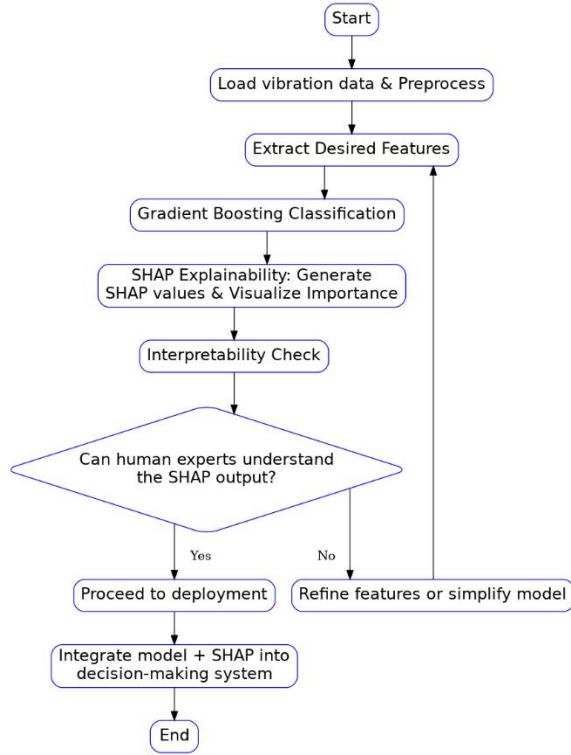 Start
Load vibration data & Preprocess
Extract Desired Features
Gradient Boosting Classification
SHAP Explainability: Generate
SHAP values & Visualize Importance
Interpretability Check
Can human experts understand
the SHAP output?
Yes
No
Proceed to deployment
Refine features or simplify model
Integrate model + SHAP into
decision-making system
End